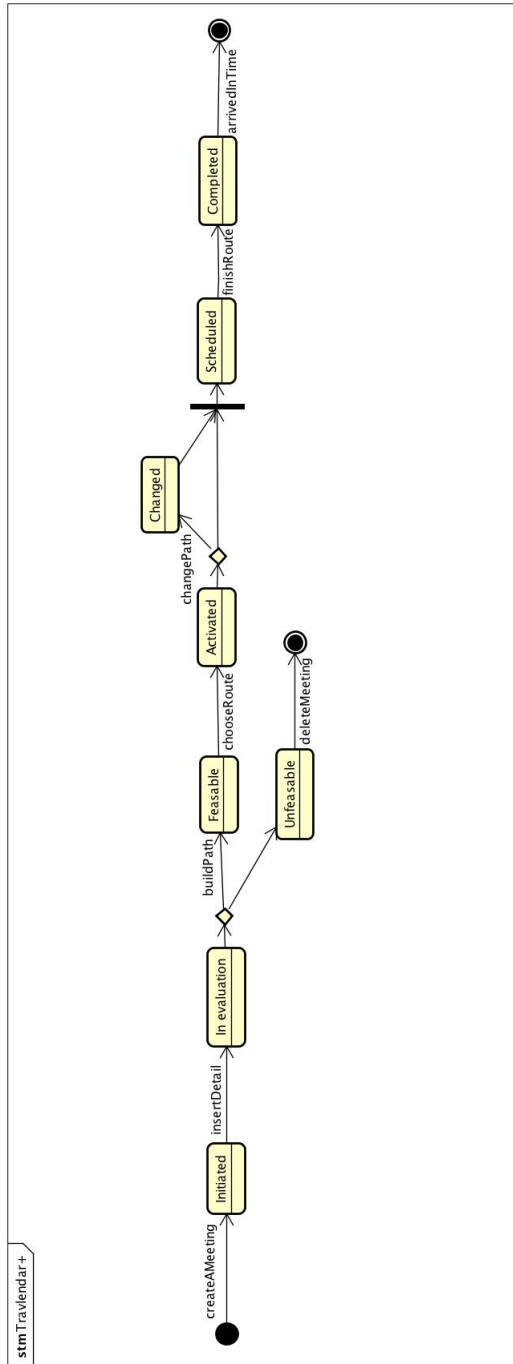 stm Travlendar+
createAMeeting
Initiated
insertDetail
In evaluation
buildPath
Feasable
Unfeasable
deleteMeeting
chooseRoute
Activated
changePath
Changed
Scheduled
finishRoute
Completed
arrivedInTime